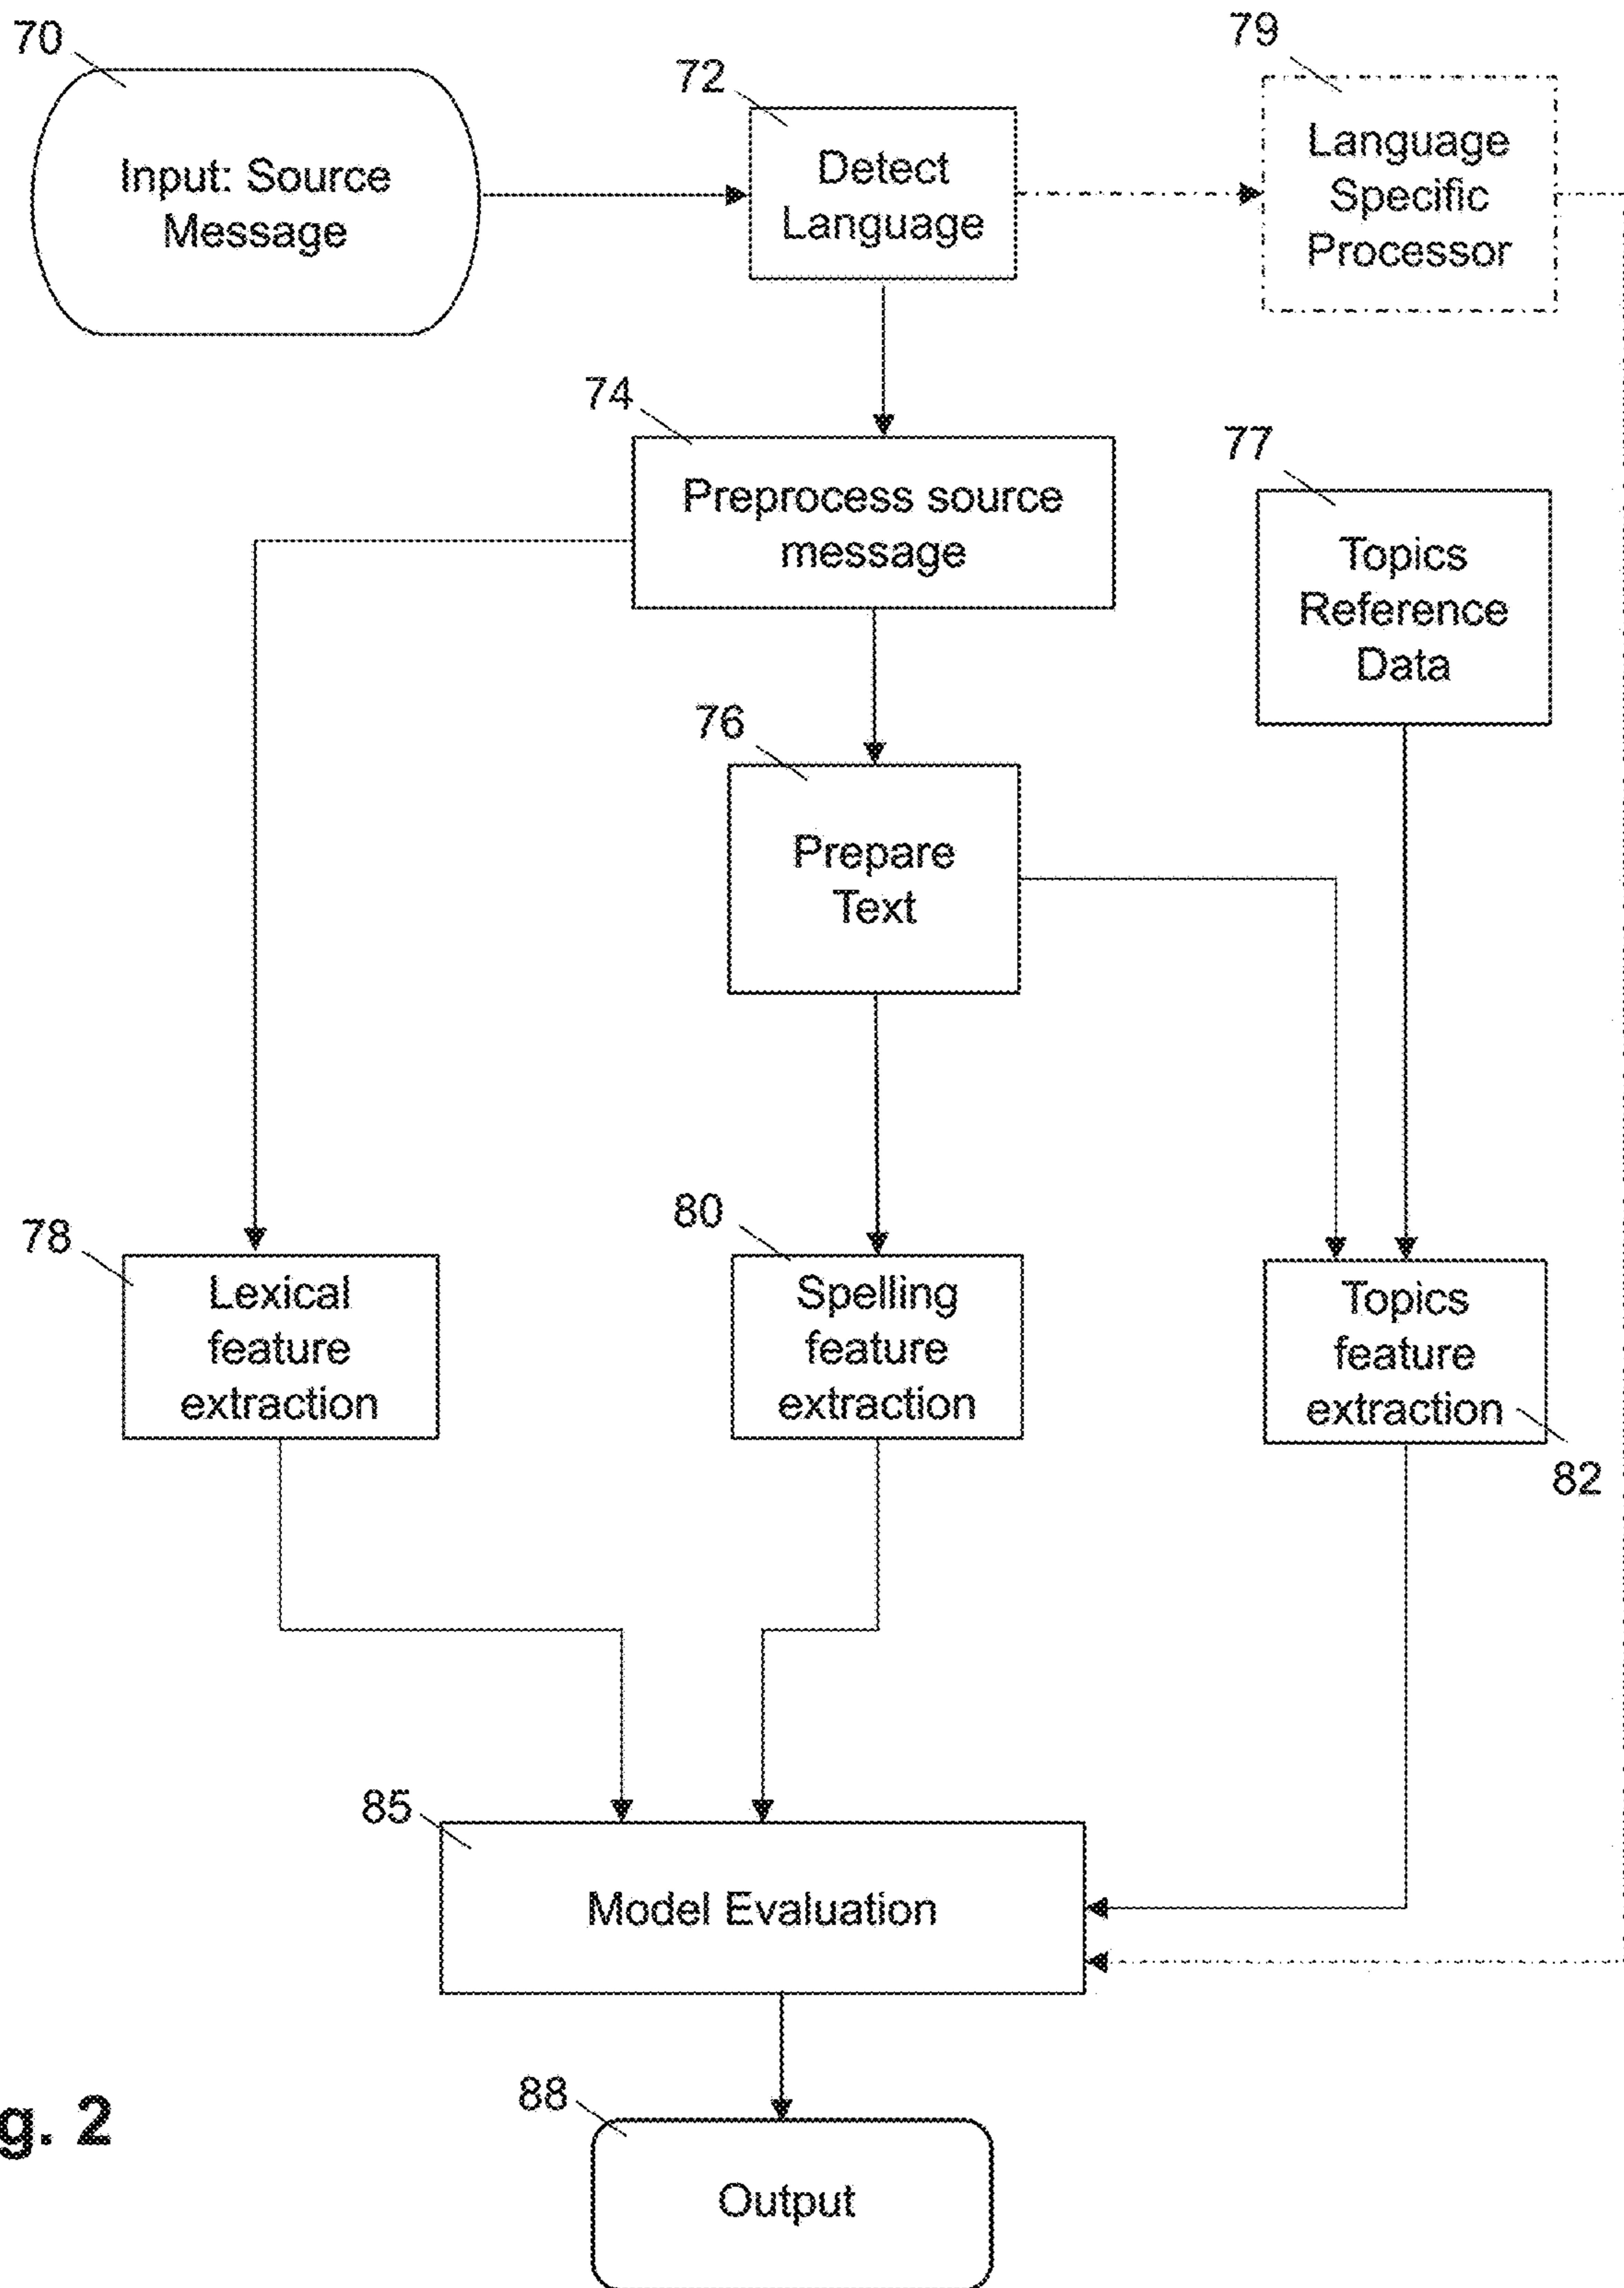 70
Input: Source
Message
72
Detect
Language
79
Language
Specific
Processor
74
Preprocess source
message
77
Topics
Reference
Data
76
Prepare
Text
78
Lexical
feature
extraction
80
Spelling
feature
extraction
Topics
feature
extraction
82
85
Model Evaluation
88
Output
g. 2